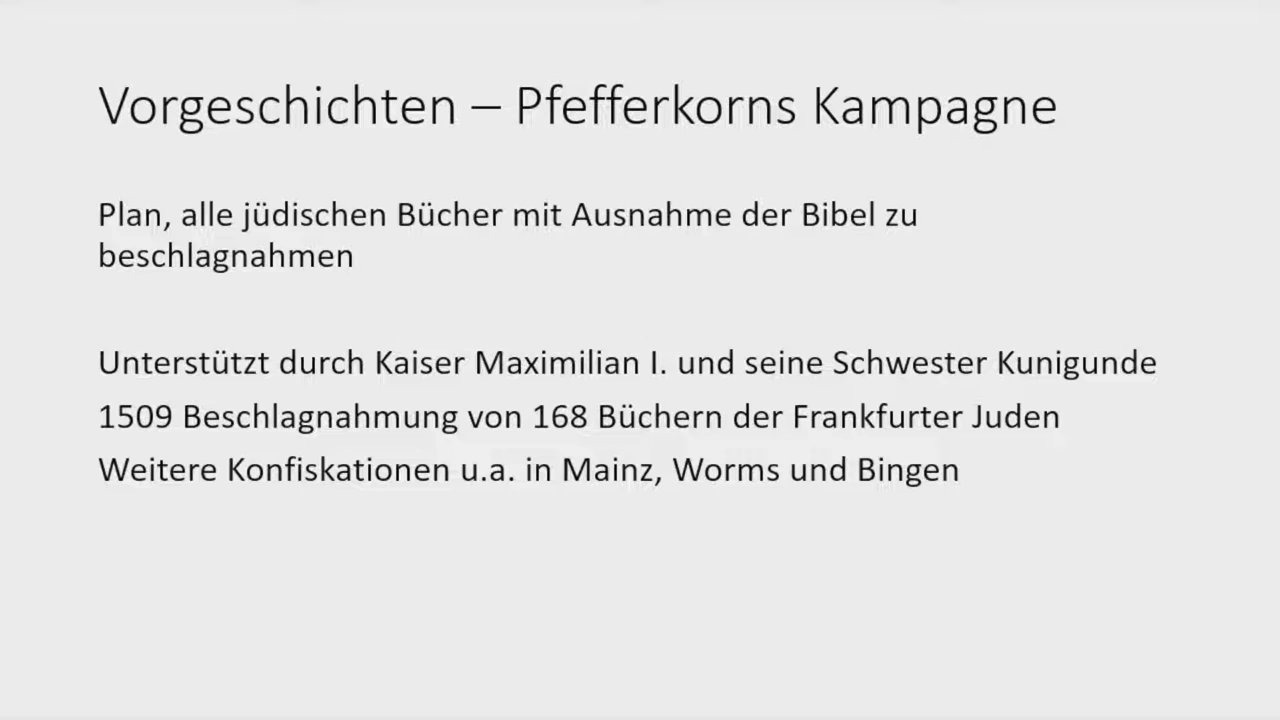 Vorgeschichten – Pfefferkorns Kampagne
Plan, alle jüdischen Bücher mit Ausnahme der Bibel zu
beschlagnahmen
Unterstützt durch Kaiser Maximilian I. und seine Schwester Kunigunde
1509 Beschlagnahmung von 168 Büchern der Frankfurter Juden
Weitere Konfiskationen u.a. in Mainz, Worms und Bingen